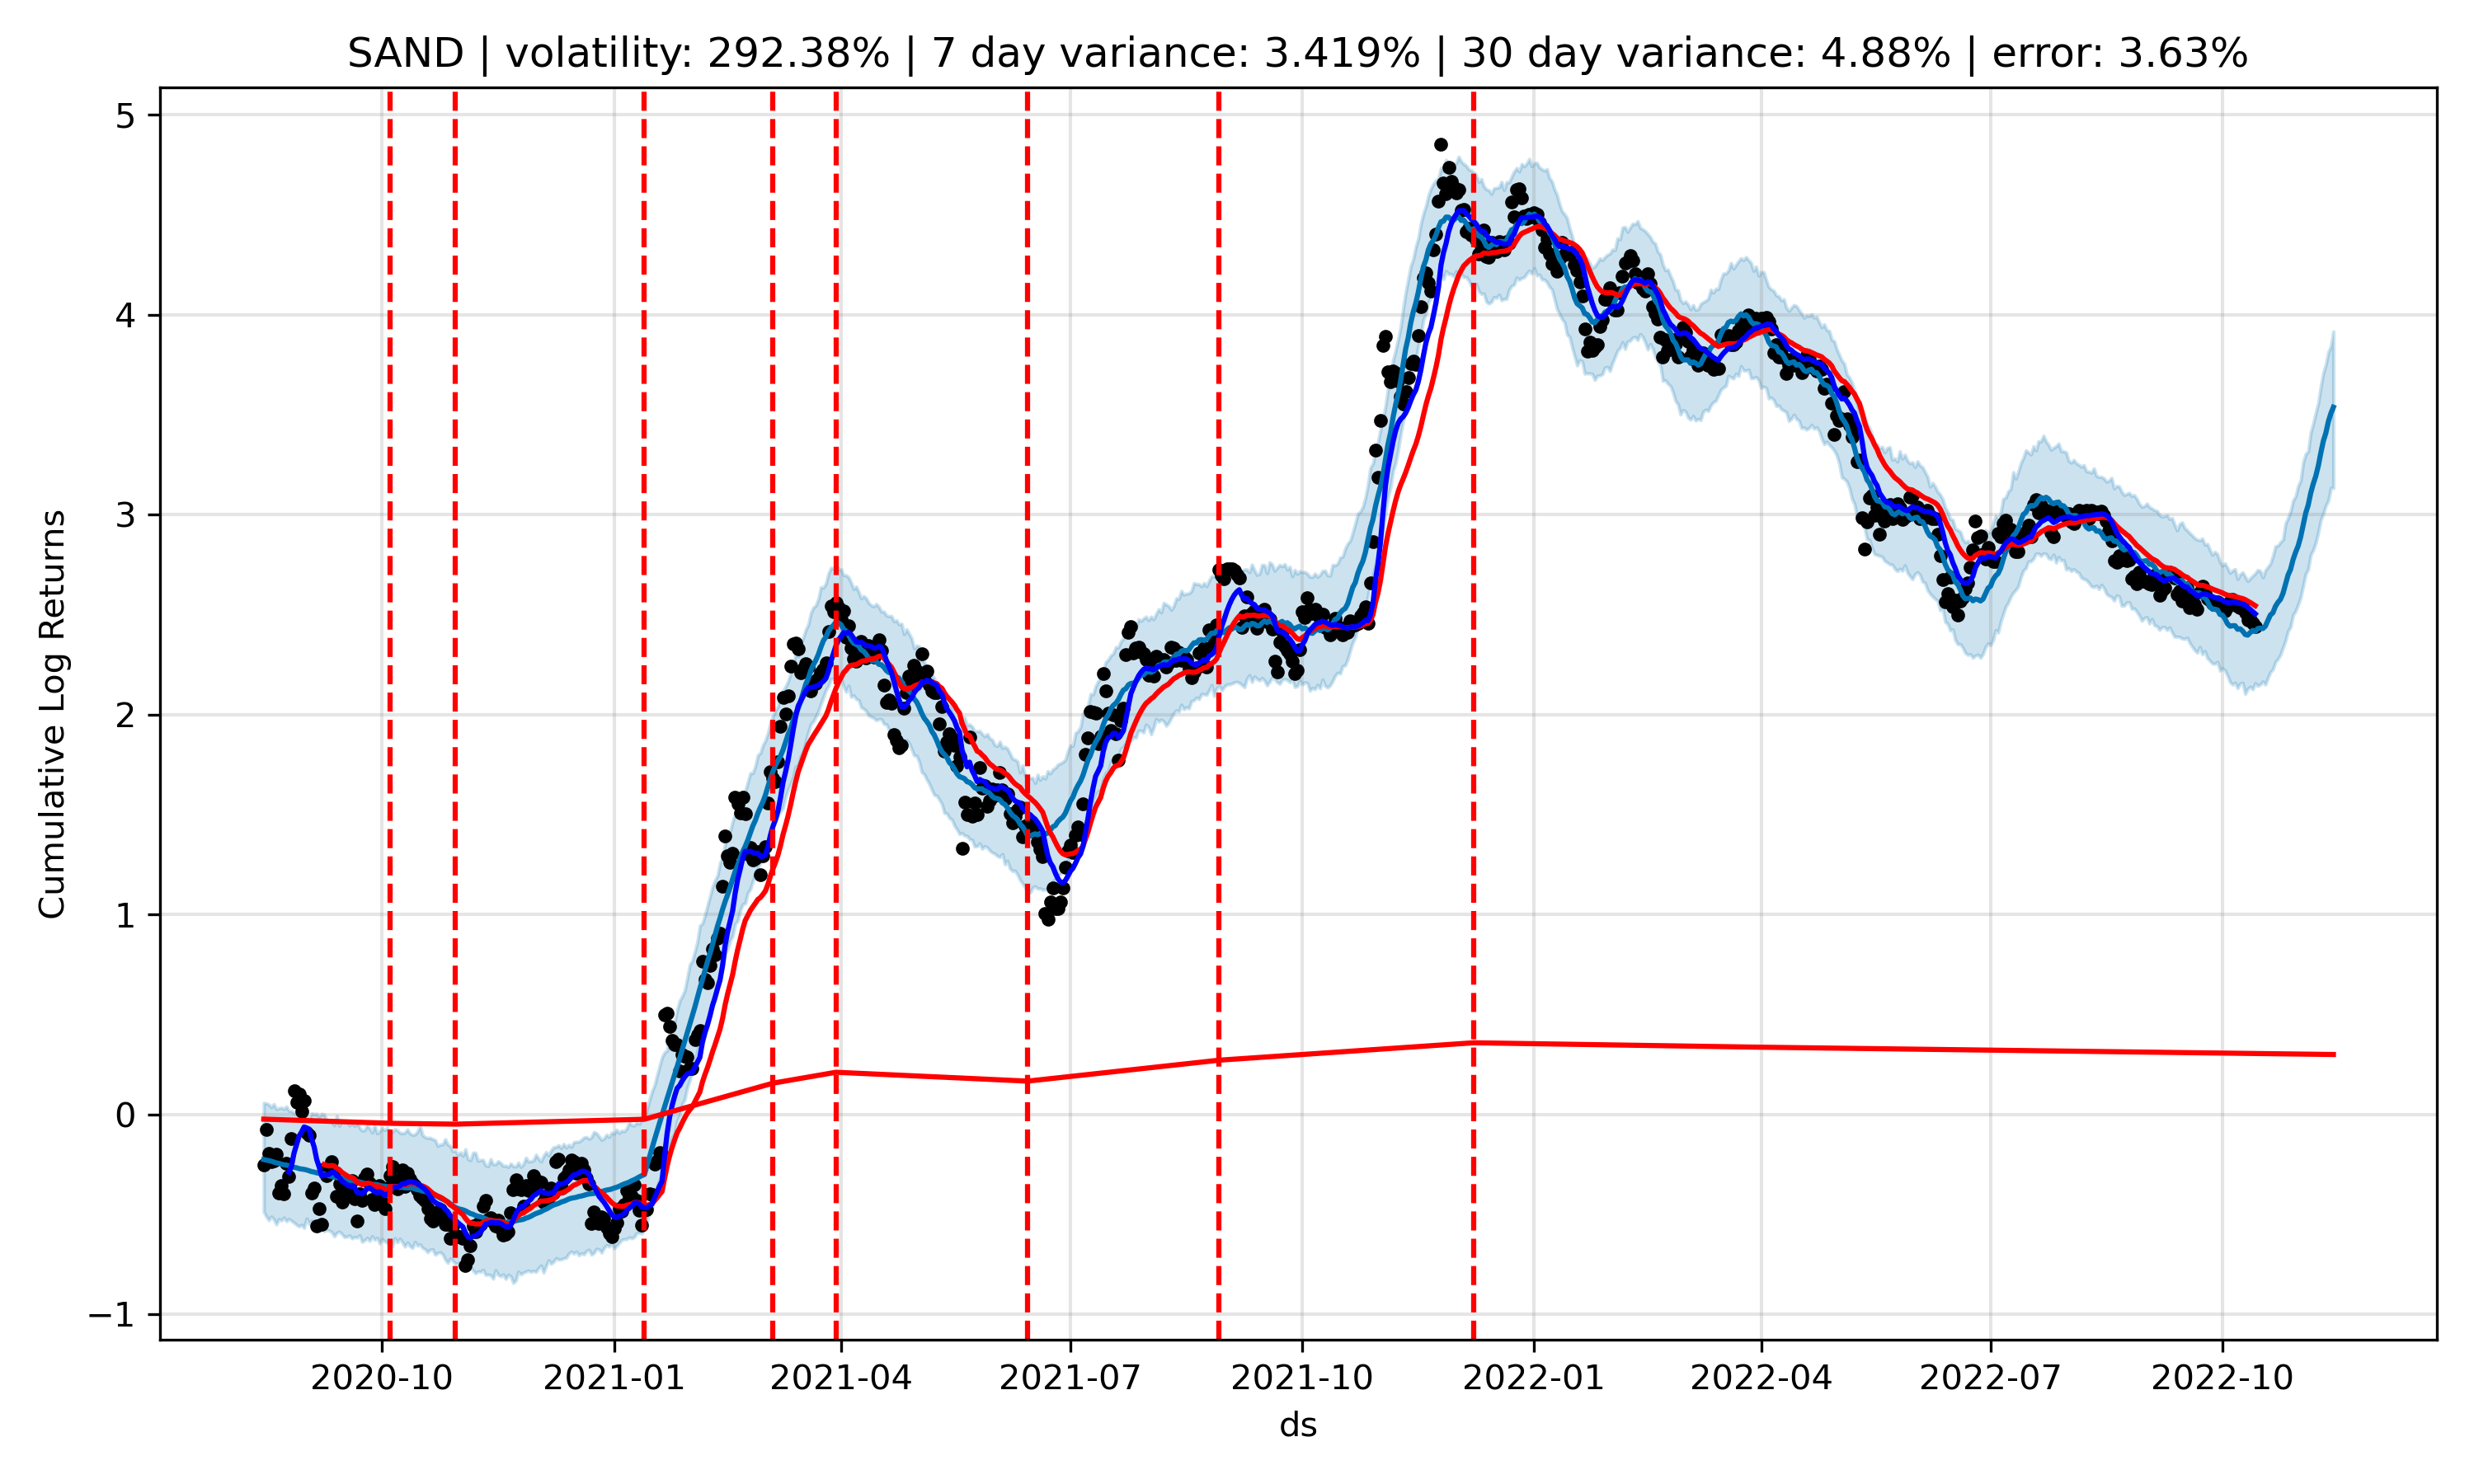 SAND | volatility: 292.38% | 7 day variance: 3.419% | 30 day variance: 4.88% | error: 3.63%
Cumulative Log Returns
5
4
3
2
1
0
−1
2020-10 2021-01 2021-04 2021-07 2021-10 2022-01 2022-04 2022-07 2022-10
ds